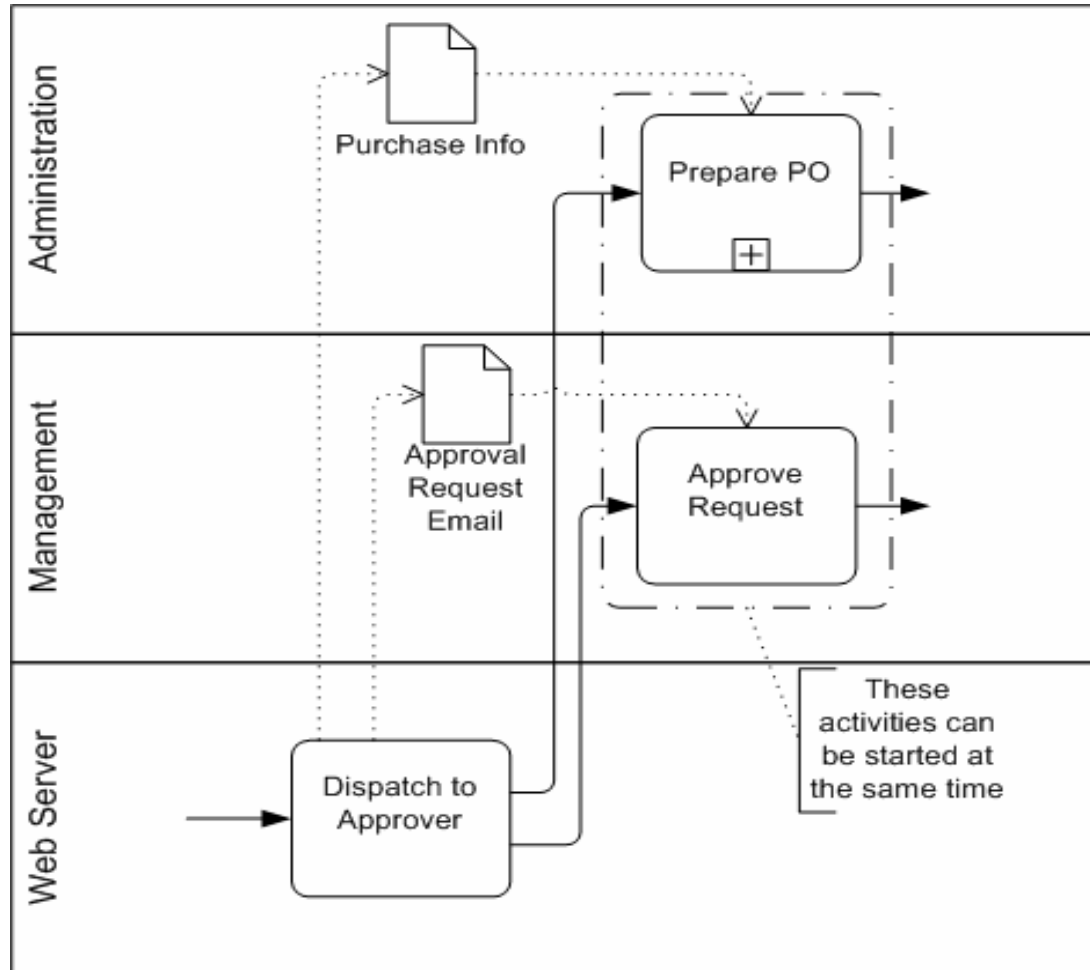 Administration
Purchase Info
Prepare PO
Management
Approval
Request
Email
Approve
Request
Web Server
Dispatch to
Approver
These
activities can
be started at
the same time